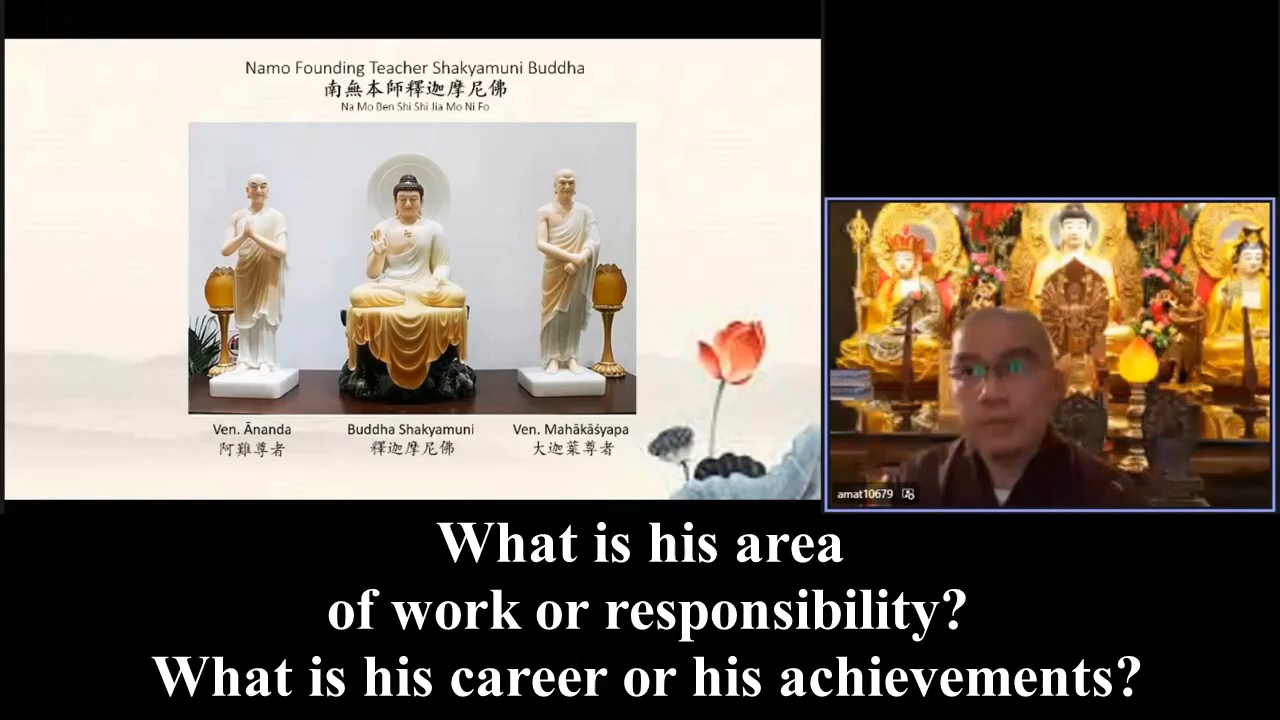 Namo Founding Teacher Shakyamuni Buddha
南無本師釋迦摩尼佛
Na Mo Ben Shi Shi Jia Mo Ni Fo
Ven. Ānanda
阿難尊者
Buddha Shakyamuni
釋迦摩尼佛
Ven. Mahākāśyapa
大迦葉尊者
amat10679
What is his area
of work or responsibility?
What is his career or his achievements?